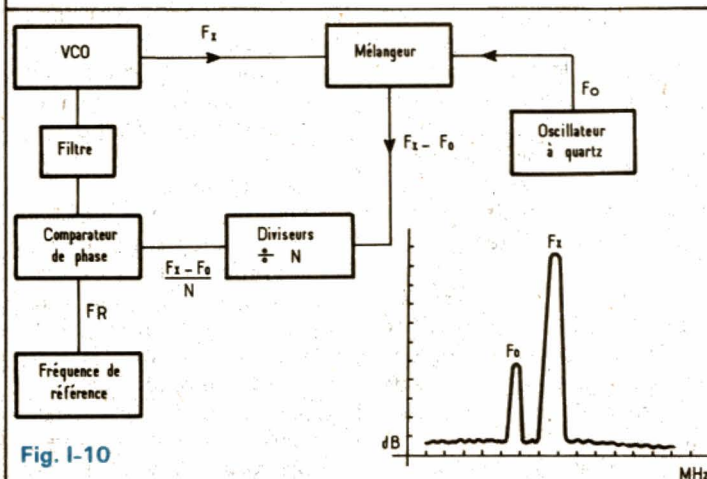 VCO
Fx
Mélangeur
Fo
Oscillateur
à quartz
Filtre
Fx - Fo
Comparateur
de phase
Fx - Fo
N
Diviseurs
÷ N
FR
Fréquence de
référence
Fo
Fx
dB
MHz
Fig. I-10